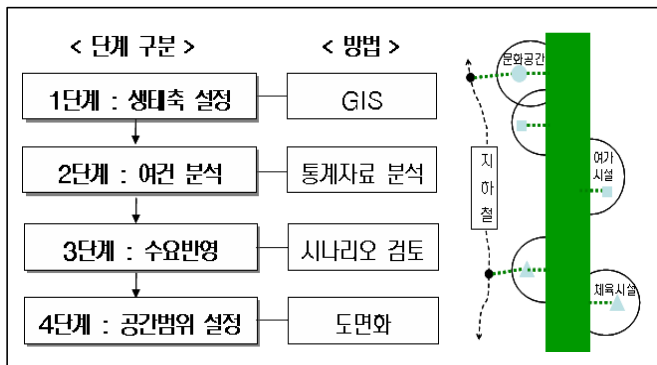 < 단계 구분 >
< 방법 >
1단계 : 생태축 설정
GIS
2단계 : 여건 분석
통계자료 분석
3단계 : 수요반영
시나리오 검토
4단계 : 공간범위 설정
도면화
문화공간
지하철
여가
시설
체육시설